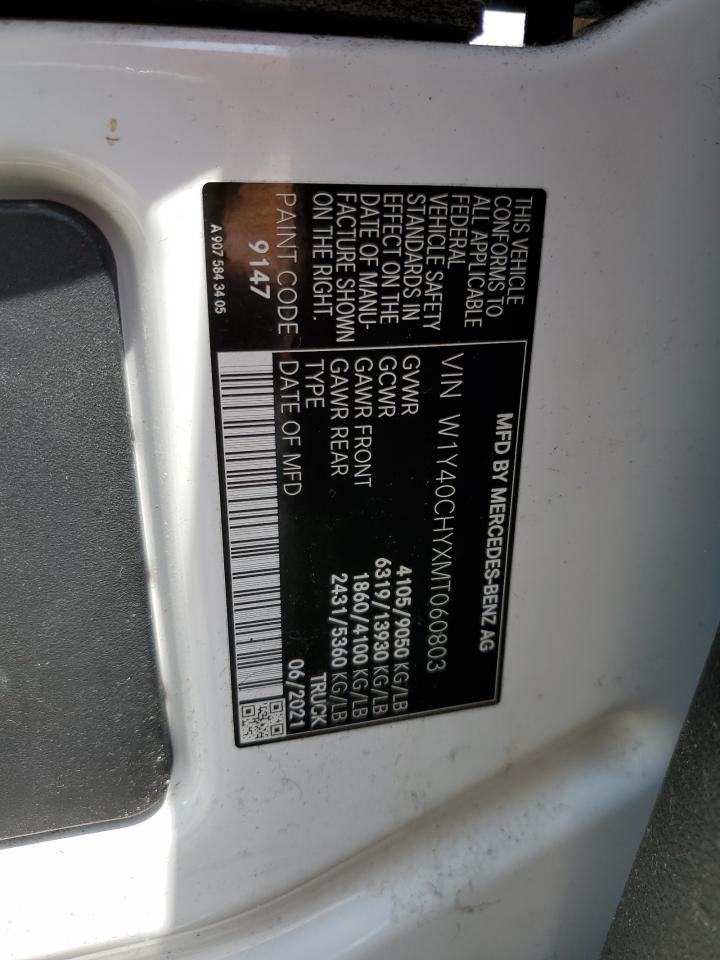 THIS VEHICLE
CONFORMS TO
ALL APPLICABLE
FEDERAL
VEHICLE SAFETY
STANDARDS IN
EFFECT ON THE
DATE OF MANU-
FACTURE SHOWN
ON THE RIGHT.
PAINT CODE
9147
A 907 584 34 05
MFD BY MERCEDES-BENZ AG
VIN W1Y40CHYXMT060803
GVWR 4105/9050 KG/LB
GCWR 6319/13930 KG/LB
GAWR FRONT 1860/4100 KG/LB
GAWR REAR 2431/5360 KG/LB
TYPE TRUCK
DATE OF MFD 06/2021